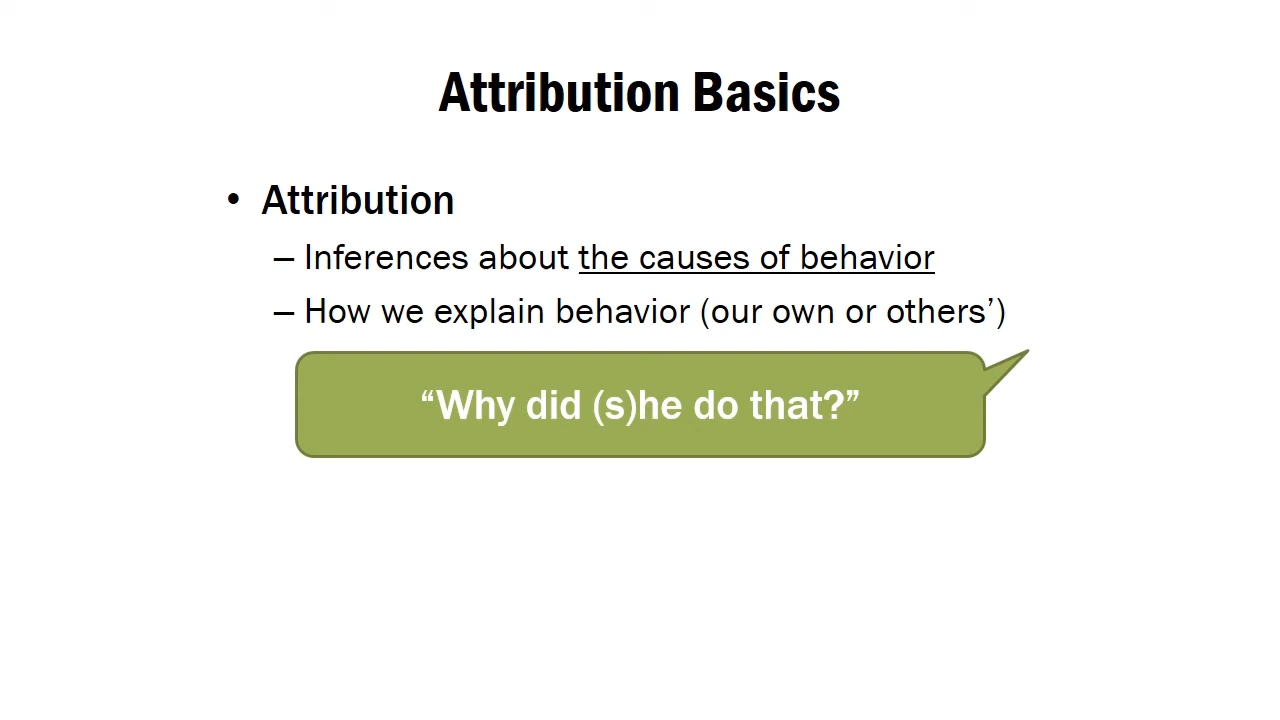 Attribution Basics
• Attribution
– Inferences about the causes of behavior
– How we explain behavior (our own or others’)
“Why did (s)he do that?”